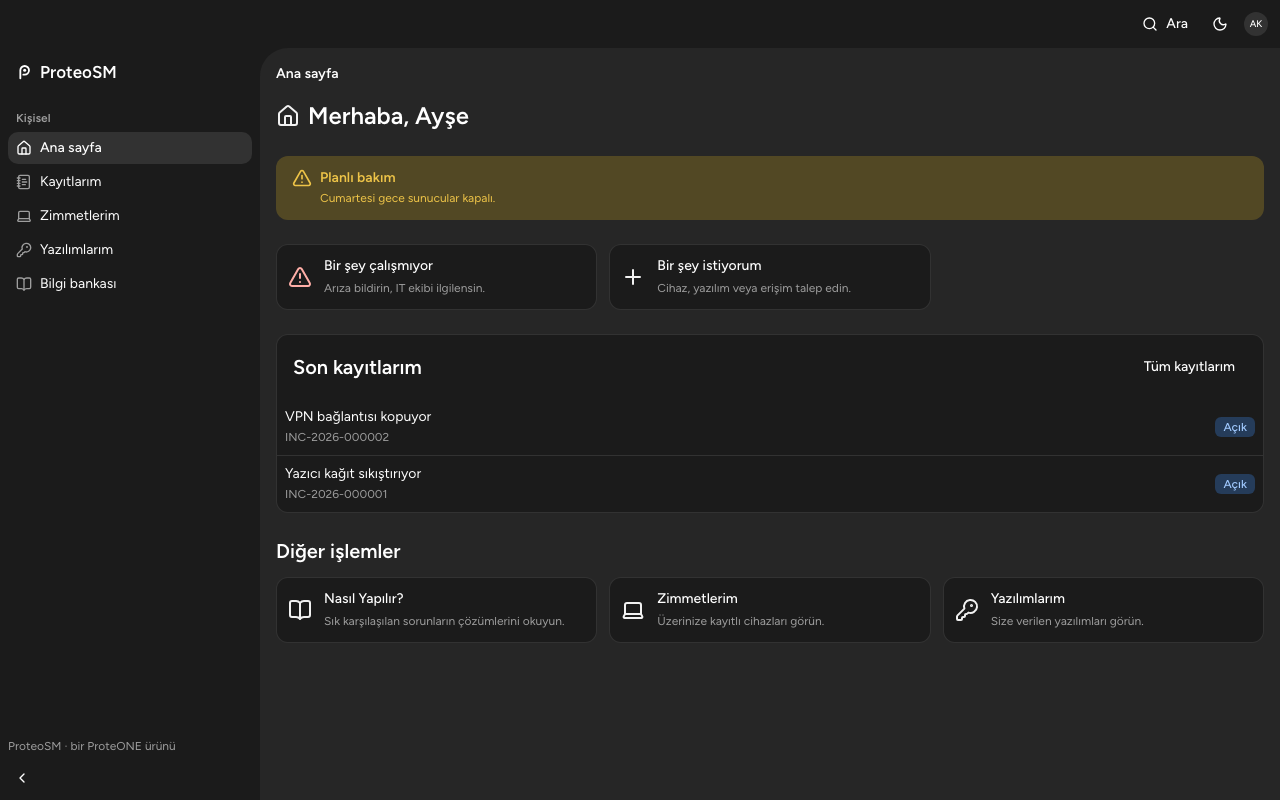 Ara
AK
ProteoSM
Kişisel
Ana sayfa
Kayıtlarım
Zimmetlerim
Yazılımlarım
Bilgi bankası
ProteoSM · bir ProteONE ürünü
Ana sayfa
Merhaba, Ayşe
Planlı bakım
Cumartesi gece sunucular kapalı.
Bir şey çalışmıyor
Arıza bildirin, IT ekibi ilgilensin.
Bir şey istiyorum
Cihaz, yazılım veya erişim talep edin.
Son kayıtlarım
Tüm kayıtlarım
VPN bağlantısı kopuyor
INC-2026-000002
Açık
Yazıcı kağıt sıkıştırıyor
INC-2026-000001
Açık
Diğer işlemler
Nasıl Yapılır?
Sık karşılaşılan sorunların çözümlerini okuyun.
Zimmetlerim
Üzerinize kayıtlı cihazları görün.
Yazılımlarım
Size verilen yazılımları görün.